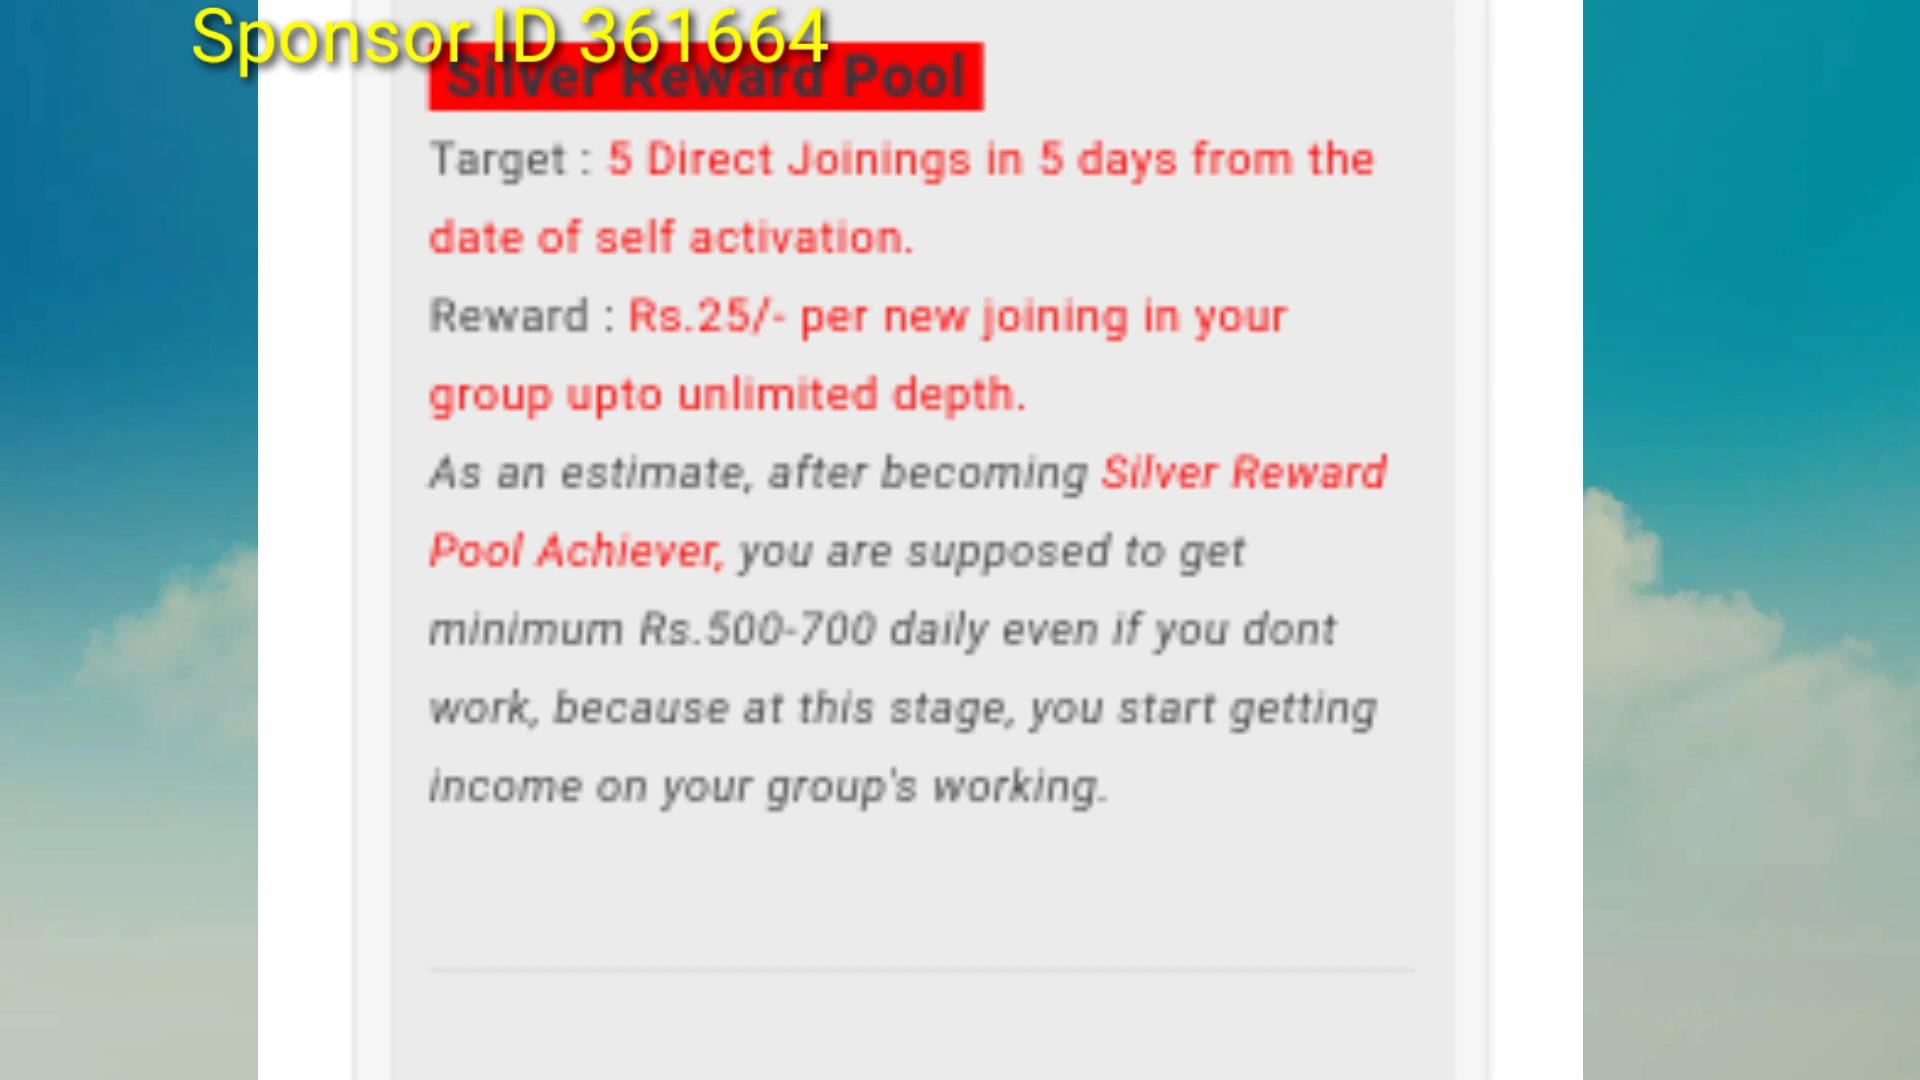 Sponsor ID 361664
Silver Reward Pool
Target : 5 Direct Joinings in 5 days from the
date of self activation.
Reward : Rs.25/- per new joining in your
group upto unlimited depth.
As an estimate, after becoming Silver Reward
Pool Achiever, you are supposed to get
minimum Rs.500-700 daily even if you dont
work, because at this stage, you start getting
income on your group's working.